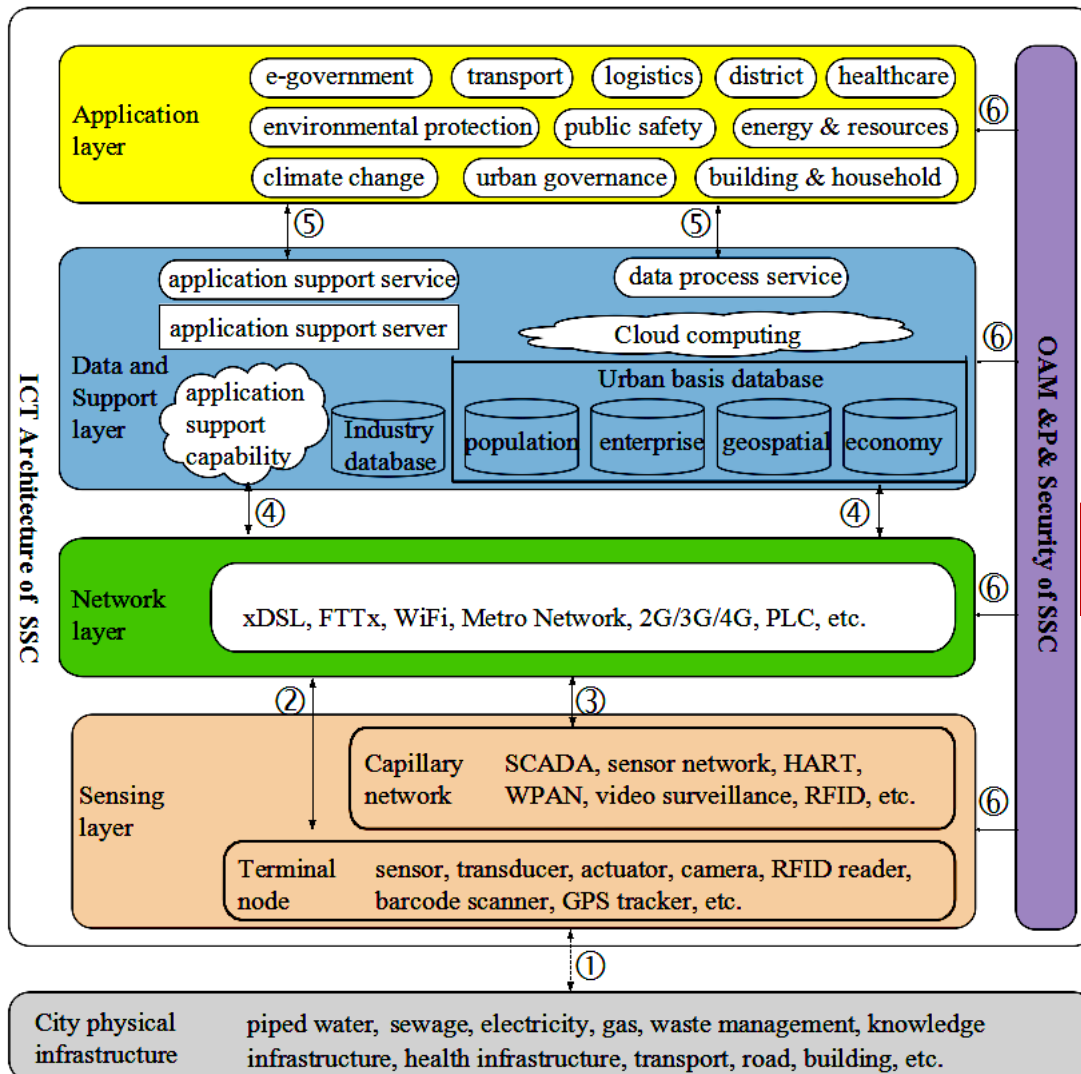 ICT Architecture of SSC
Application
layer
e-government
transport
logistics
district
healthcare
environmental protection
public safety
energy & resources
climate change
urban governance
building & household
⑥
⑤
⑤
Data and
Support
layer
application support service
data process service
application support server
Cloud computing
application
support
capability
Industry
database
Urban basis database
population
enterprise
geospatial
economy
⑥
④
④
Network
layer
xDSL, FTTx, WiFi, Metro Network, 2G/3G/4G, PLC, etc.
⑥
②
③
Sensing
layer
Capillary
network
SCADA, sensor network, HART,
WPAN, video surveillance, RFID, etc.
Terminal
node
sensor, transducer, actuator, camera, RFID reader,
barcode scanner, GPS tracker, etc.
⑥
OAM &P& Security of SSC
①
City physical
infrastructure
piped water, sewage, electricity, gas, waste management, knowledge
infrastructure, health infrastructure, transport, road, building, etc.